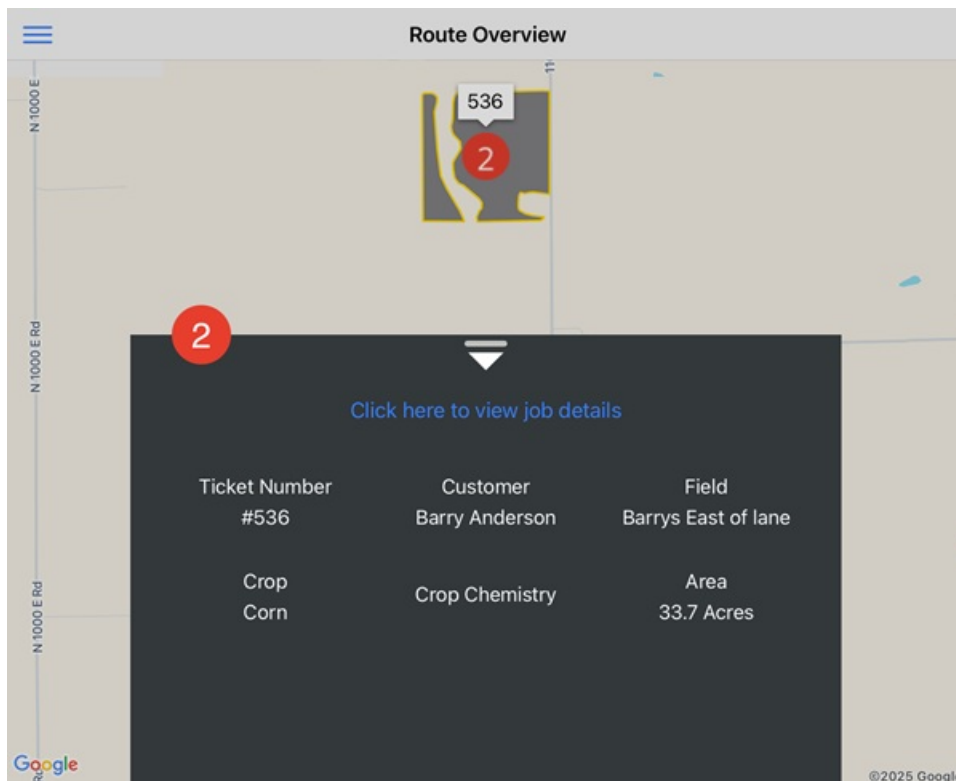 Route Overview
N 1000 E
11
536
2
N 1000 E Rd
2
Click here to view job details
Ticket Number
#536
Customer
Barry Anderson
Field
Barrys East of lane
Crop
Corn
Crop Chemistry
Area
33.7 Acres
N 1000 E Rd
Google
©2025 Google